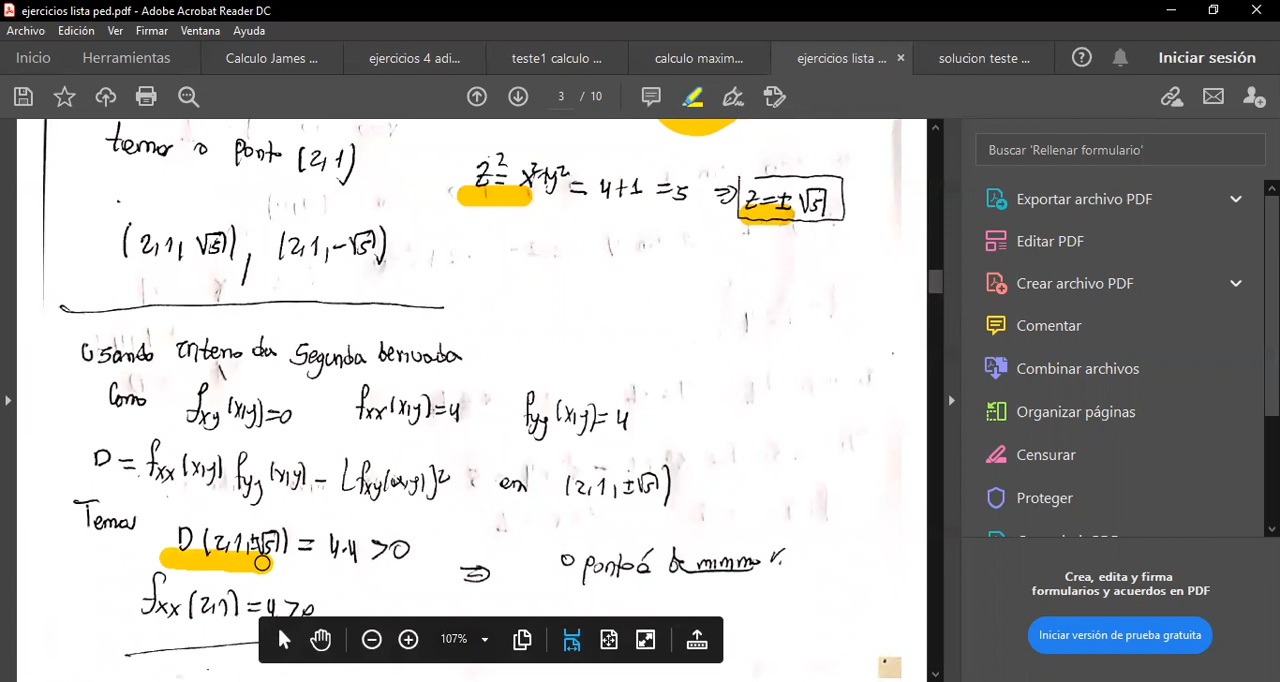 ejercicios lista ped.pdf - Adobe Acrobat Reader DC
Archivo Edición Ver Firmar Ventana Ayuda
Inicio Herramientas Calculo James ... ejercicios 4 adi... teste1 calculo ... calculo maxim... ejercicios lista ... × solucion teste ... Iniciar sesión
3 / 10
temos o ponto (2,1)
z² = x²+y² = 4+1 = 5 ⇒ z=±√5
(2,1,√5), (2,1,-√5)
Usando da Segunda derivada
Como fxy(x,y)=0 fxx(x,y)=4 fyy(x,y)=4
D = fxx(x,y) fyy(x,y) - [fxy(x,y)]² em (2,1,±√5)
Temos
D(2,1,±√5) = 4.4 >0
⇒ o ponto é de minimo
fxx(2,1) = 4 >0
107%
Buscar 'Rellenar formulario'
Exportar archivo PDF
Editar PDF
Crear archivo PDF
Comentar
Combinar archivos
Organizar páginas
Censurar
Proteger
Crea, edita y firma
formularios y acuerdos en PDF
Iniciar versión de prueba gratuita